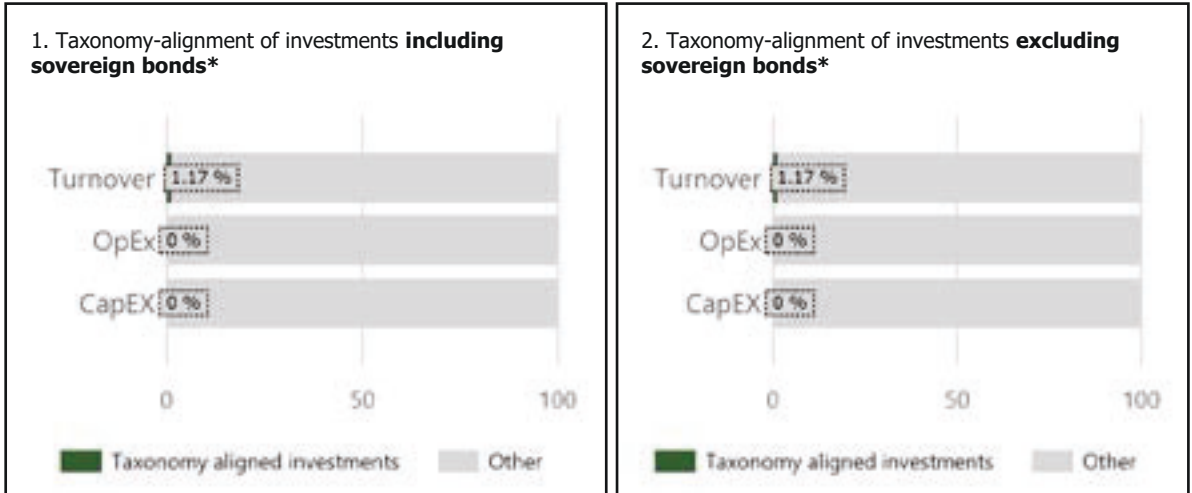 1. Taxonomy-alignment of investments including
sovereign bonds*
Turnover 1.17 %
OpEx 0 %
CapEX 0 %
0 50 100
Taxonomy aligned investments Other
2. Taxonomy-alignment of investments excluding
sovereign bonds*
Turnover 1.17 %
OpEx 0 %
CapEX 0 %
0 50 100
Taxonomy aligned investments Other